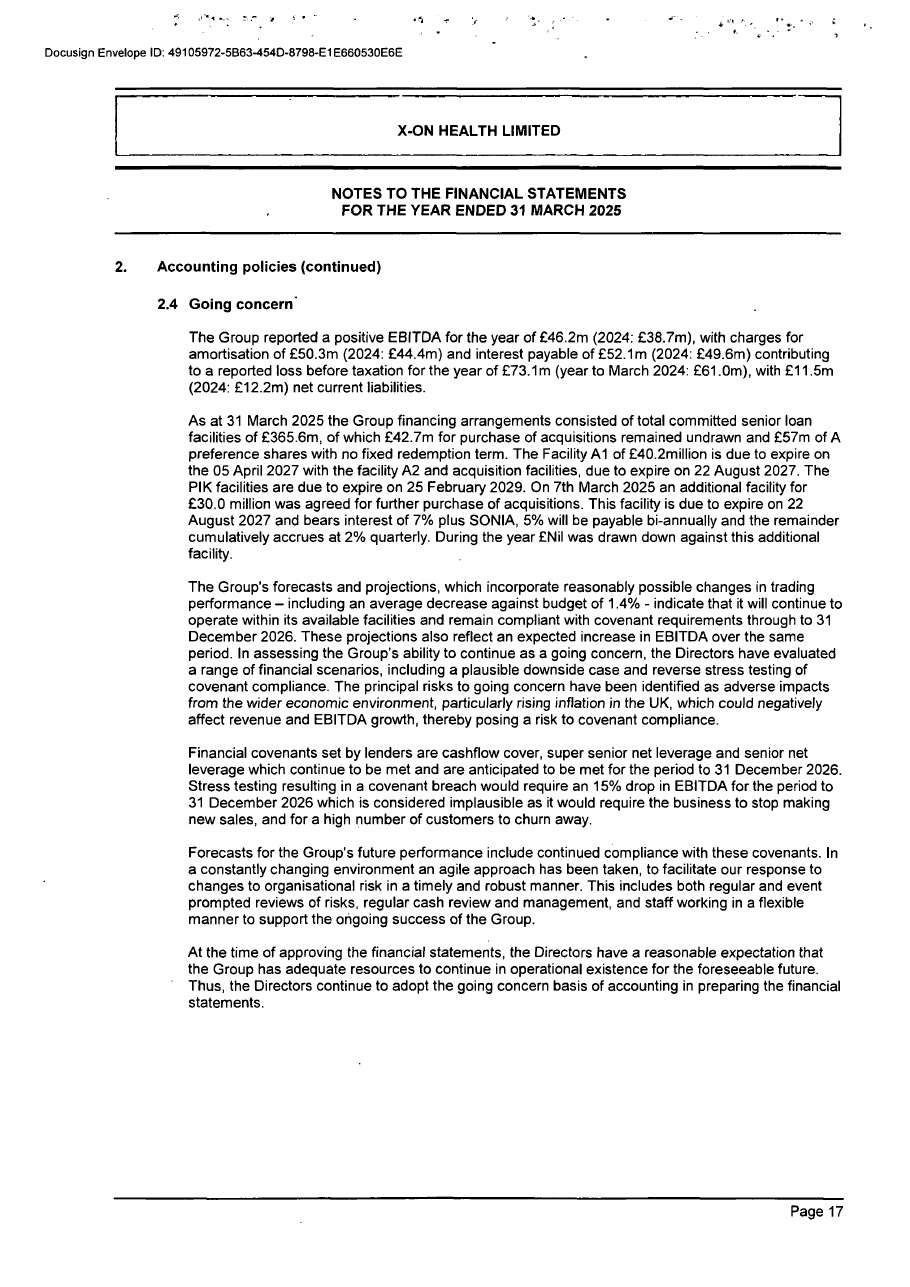 Docusign Envelope ID: 49105972-5B63-454D-8798-E1E660530E6E
X-ON HEALTH LIMITED
NOTES TO THE FINANCIAL STATEMENTS
FOR THE YEAR ENDED 31 MARCH 2025
2. Accounting policies (continued)
2.4 Going concern
The Group reported a positive EBITDA for the year of £46.2m (2024: £38.7m), with charges for
amortisation of £50.3m (2024: £44.4m) and interest payable of £52.1m (2024: £49.6m) contributing
to a reported loss before taxation for the year of £73.1m (year to March 2024: £61.0m), with £11.5m
(2024: £12.2m) net current liabilities.
As at 31 March 2025 the Group financing arrangements consisted of total committed senior loan
facilities of £365.6m, of which £42.7m for purchase of acquisitions remained undrawn and £57m of A
preference shares with no fixed redemption term. The Facility A1 of £40.2million is due to expire on
the 05 April 2027 with the facility A2 and acquisition facilities, due to expire on 22 August 2027. The
PIK facilities are due to expire on 25 February 2029. On 7th March 2025 an additional facility for
£30.0 million was agreed for further purchase of acquisitions. This facility is due to expire on 22
August 2027 and bears interest of 7% plus SONIA, 5% will be payable bi-annually and the remainder
cumulatively accrues at 2% quarterly. During the year £Nil was drawn down against this additional
facility.
The Group's forecasts and projections, which incorporate reasonably possible changes in trading
performance – including an average decrease against budget of 1.4% - indicate that it will continue to
operate within its available facilities and remain compliant with covenant requirements through to 31
December 2026. These projections also reflect an expected increase in EBITDA over the same
period. In assessing the Group's ability to continue as a going concern, the Directors have evaluated
a range of financial scenarios, including a plausible downside case and reverse stress testing of
covenant compliance. The principal risks to going concern have been identified as adverse impacts
from the wider economic environment, particularly rising inflation in the UK, which could negatively
affect revenue and EBITDA growth, thereby posing a risk to covenant compliance.
Financial covenants set by lenders are cashflow cover, super senior net leverage and senior net
leverage which continue to be met and are anticipated to be met for the period to 31 December 2026.
Stress testing resulting in a covenant breach would require an 15% drop in EBITDA for the period to
31 December 2026 which is considered implausible as it would require the business to stop making
new sales, and for a high number of customers to churn away.
Forecasts for the Group's future performance include continued compliance with these covenants. In
a constantly changing environment an agile approach has been taken, to facilitate our response to
changes to organisational risk in a timely and robust manner. This includes both regular and event
prompted reviews of risks, regular cash review and management, and staff working in a flexible
manner to support the ongoing success of the Group.
At the time of approving the financial statements, the Directors have a reasonable expectation that
the Group has adequate resources to continue in operational existence for the foreseeable future.
Thus, the Directors continue to adopt the going concern basis of accounting in preparing the financial
statements.
Page 17